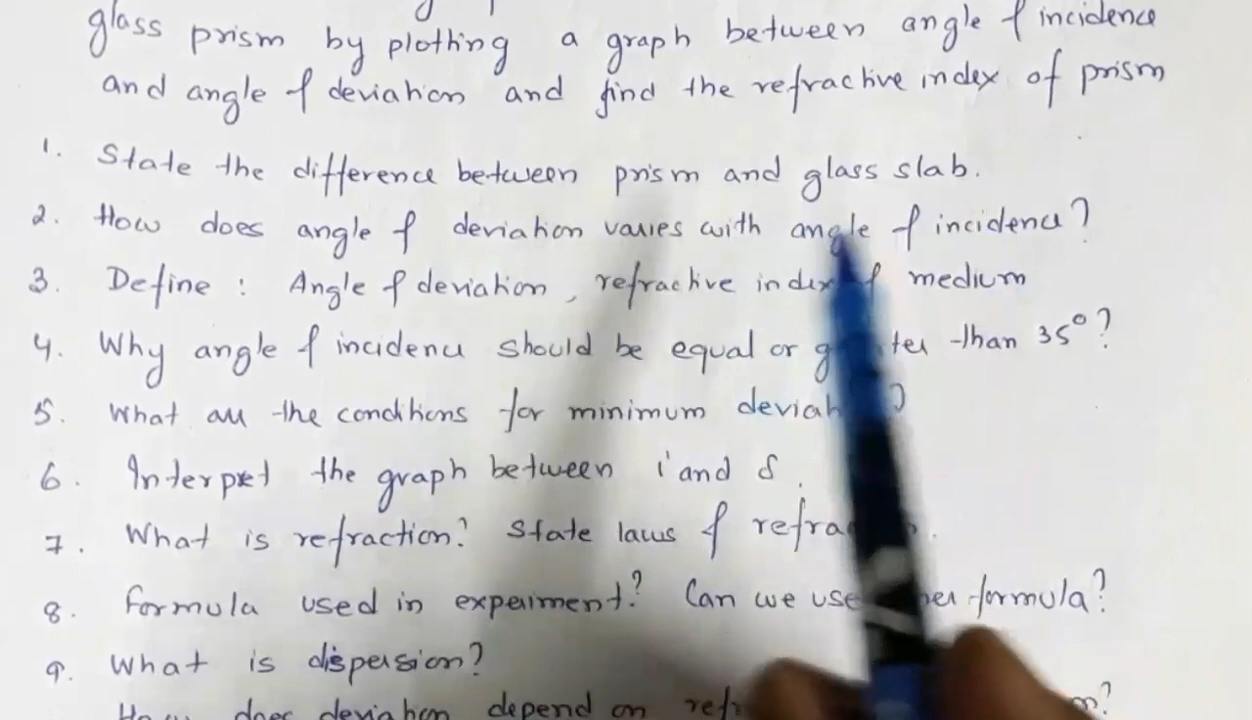 glass prism by plotting a graph between angle of incidence
and angle of deviation and find the refractive index of prism
1. State the difference between prism and glass slab.
2. How does angle of deviation varies with angle of incidence?
3. Define : Angle of deviation, refractive index of medium
4. Why angle of incidence should be equal or greater than 35°?
5. What are the conditions for minimum deviation?
6. Interpret the graph between i and δ.
7. What is refraction? State laws of refraction.
8. Formula used in experiment? Can we use formula?
9. What is dispersion?
How does deviation depend on